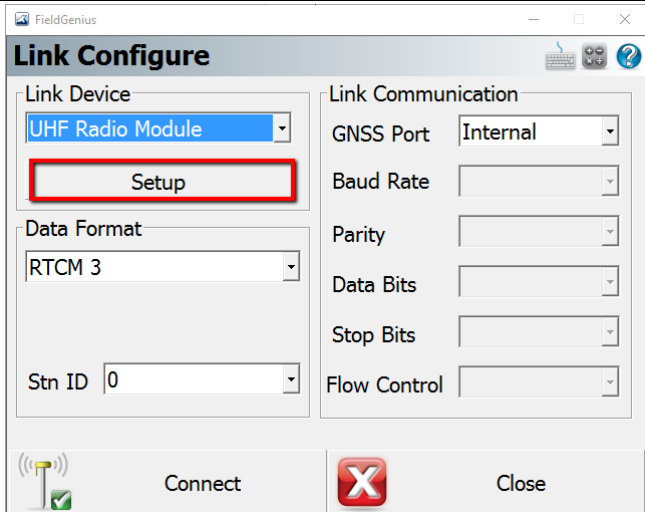 FieldGenius
Link Configure
Link Device
UHF Radio Module
Setup
Data Format
RTCM 3
Stn ID 0
Link Communication
GNSS Port Internal
Baud Rate
Parity
Data Bits
Stop Bits
Flow Control
Connect
Close